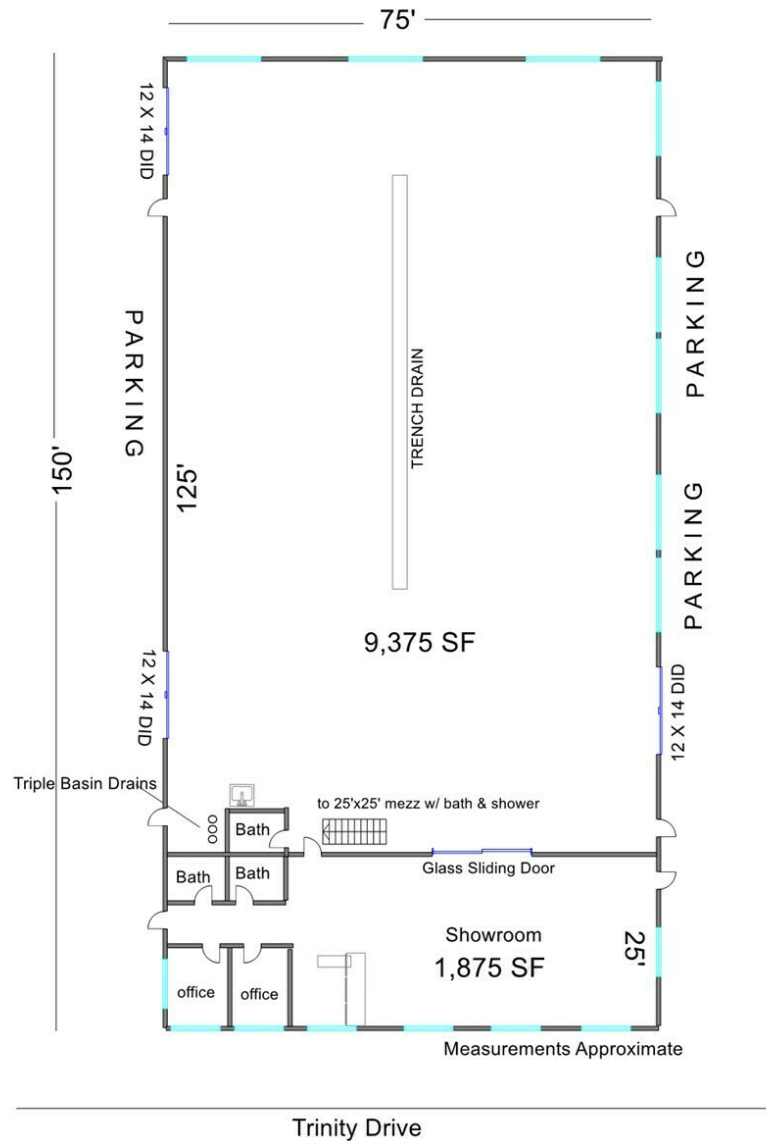 75'
12 X 14 DID
PARKING
PARKING
150'
125'
TRENCH DRAIN
PARKING
9,375 SF
12 X 14 DID
12 X 14 DID
Triple Basin Drains
to 25'x25' mezz w/ bath & shower
Bath
Bath
Bath
Glass Sliding Door
Showroom
1,875 SF
25'
office
office
Measurements Approximate
Trinity Drive